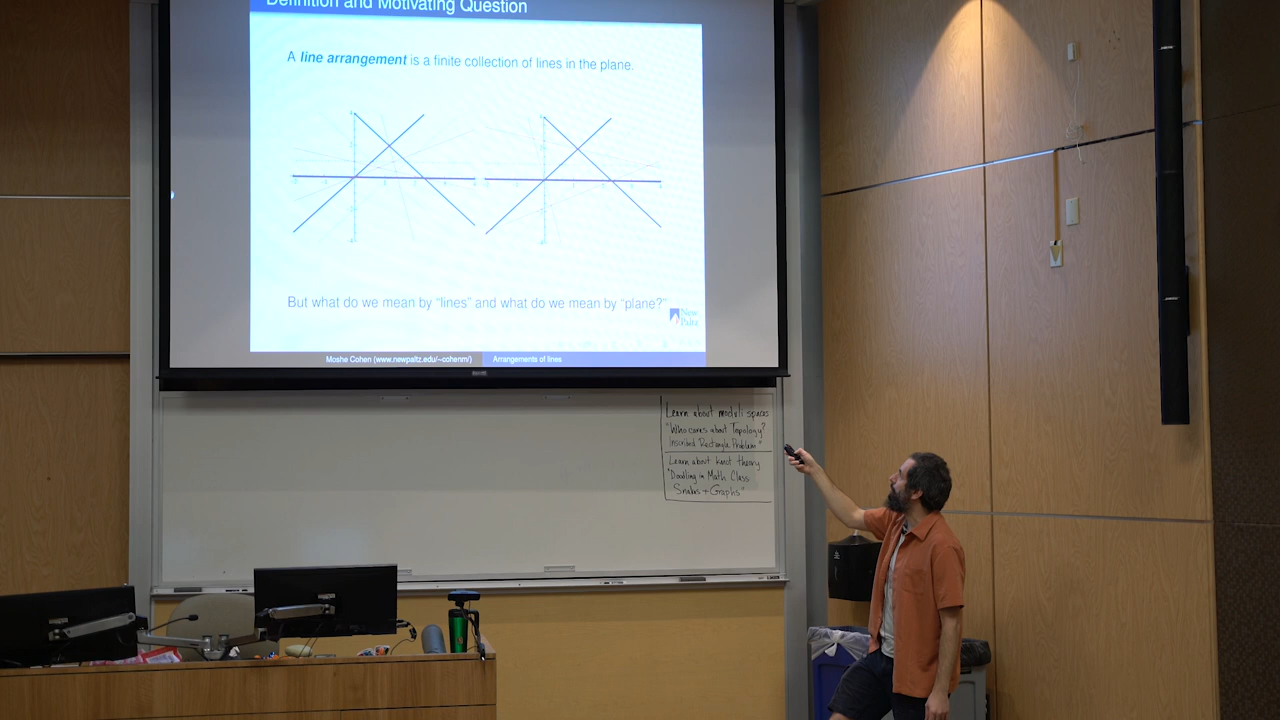 Definition and Motivating Question
A line arrangement is a finite collection of lines in the plane.
But what do we mean by “lines” and what do we mean by “plane?”
New
Paltz
Moshe Cohen (www.newpaltz.edu/~cohenm/)
Arrangements of lines
Learn about moduli spaces
"Who cares about Topology?
Inscribed Rectangle Problem"
Learn about knot theory
"Doodling in Math Class
Snakes + Graphs"